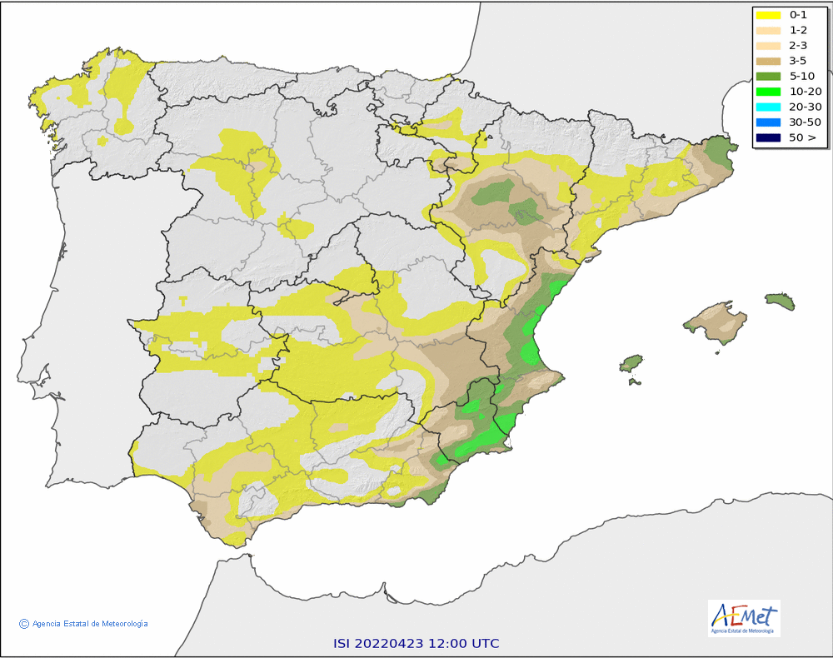 0-1
1-2
2-3
3-5
5-10
10-20
20-30
30-50
50 >
© Agencia Estatal de Meteorología
AEMet
Agencia Estatal de Meteorología
ISI 20220423 12:00 UTC